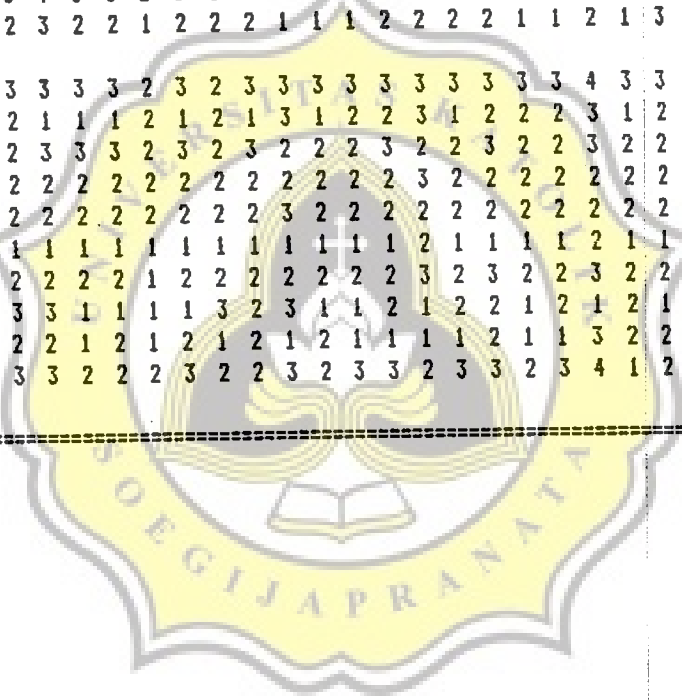 2 3 2 2 1 2 2 2 1 1 1 2 2 2 2 1 1 2 1 3
3 3 3 3 2 3 2 3 3 3 3 3 3 3 3 3 3 4 3 3
2 1 1 1 2 1 2 1 3 1 2 2 3 1 2 2 2 3 1 2
2 3 3 3 2 3 2 3 2 2 2 3 2 2 3 2 2 3 2 2
2 2 2 2 2 2 2 2 2 2 2 2 3 2 2 2 2 2 2 2
2 2 2 2 2 2 2 2 3 2 2 2 2 2 2 2 2 2 2 2
1 1 1 1 1 1 1 1 1 1 1 1 2 1 1 1 1 2 1 1
2 2 2 2 1 2 2 2 2 2 2 2 3 2 3 2 2 3 2 2
3 3 1 1 1 1 3 2 3 1 1 2 1 2 2 1 2 1 2 1
2 2 1 2 1 2 1 2 1 2 1 1 1 1 2 1 1 3 2 2
3 3 2 2 2 3 2 2 3 2 3 3 2 3 3 2 3 4 1 2
UNIVERSITAS KATOLIK
SOEGIJAPRANATA